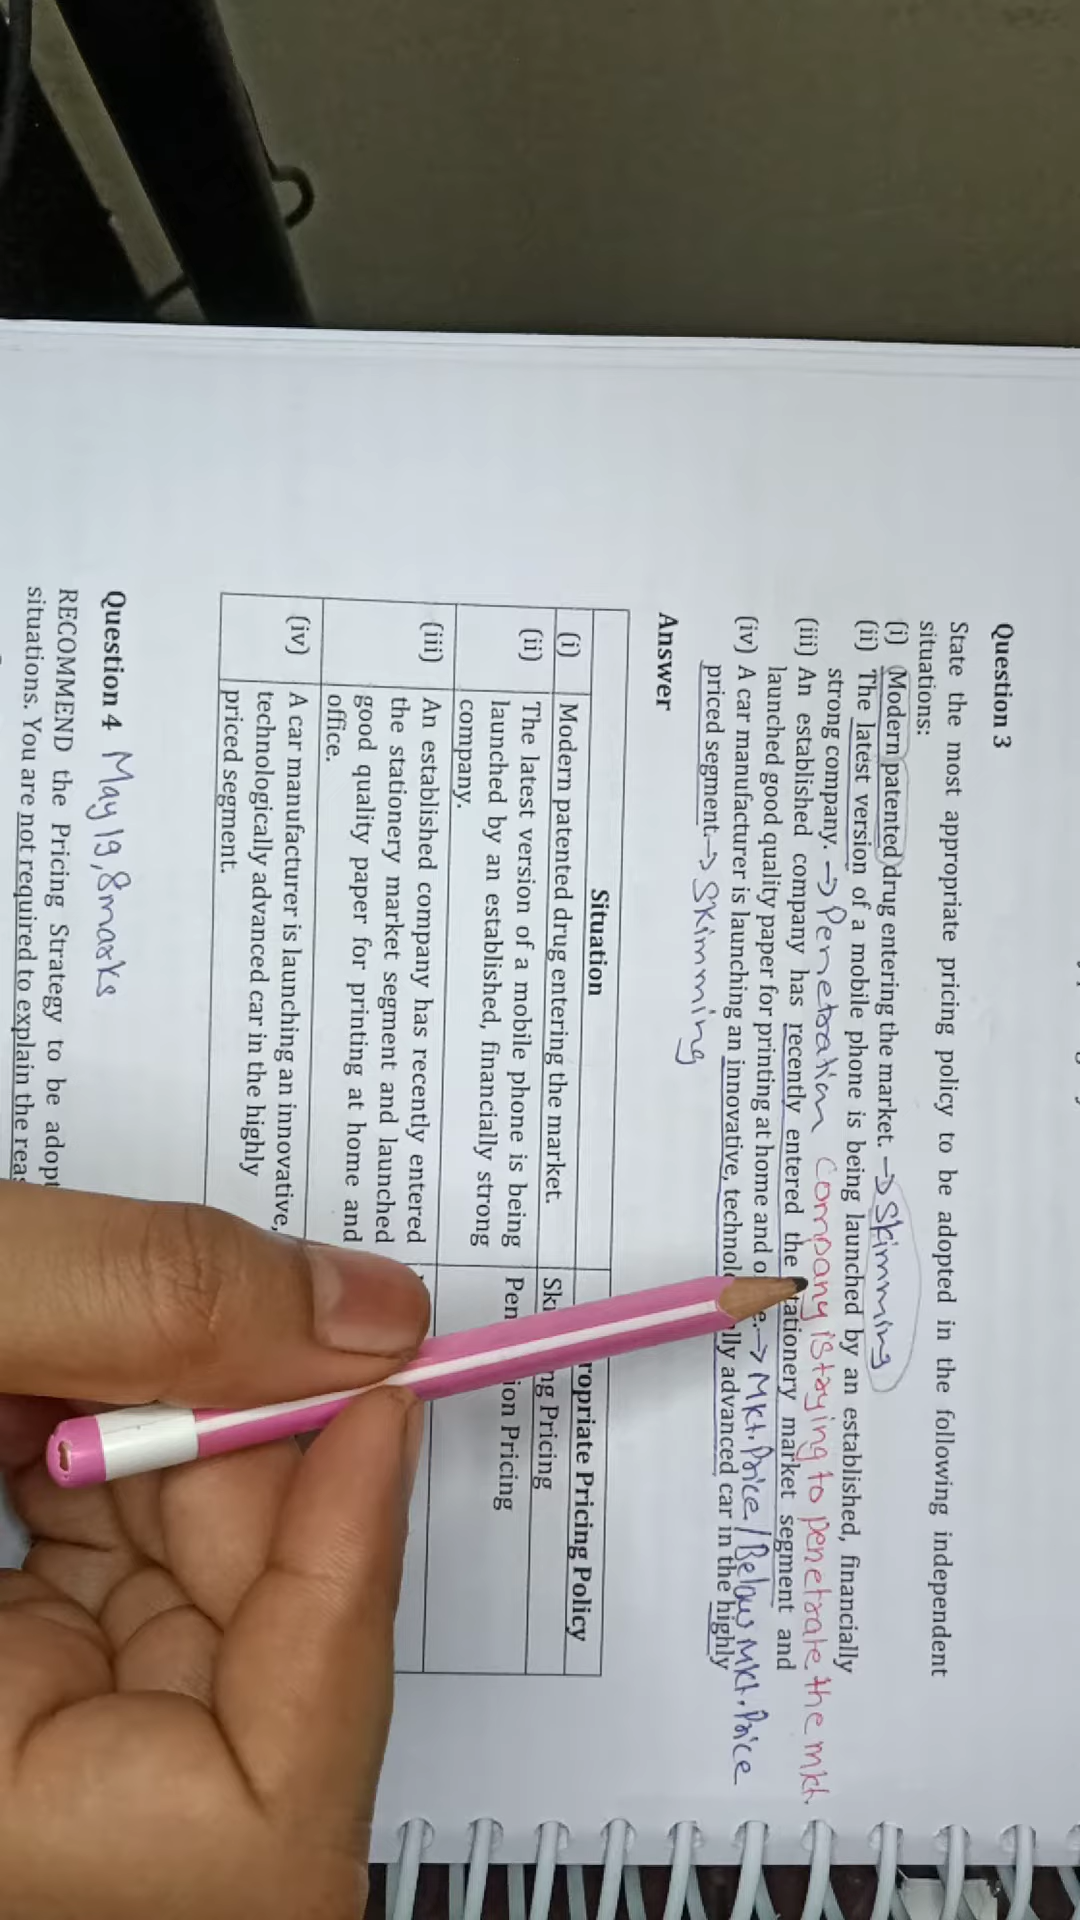 Question 3
State the most appropriate pricing policy to be adopted in the following independent
situations:
(i) Modern patented drug entering the market. → Skimming
(ii) The latest version of a mobile phone is being launched by an established, financially
strong company. → Penetration company is trying to penetrate the mkt.
(iii) An established company has recently entered the stationery market segment and
launched good quality paper for printing at home and → Mkt. Price / Below Mkt. Price
(iv) A car manufacturer is launching an innovative, advanced car in the highly
priced segment. → Skimming
Answer
Situation Pricing Policy
(i) Modern patented drug entering the market. Pricing
(ii) The latest version of a mobile phone is being Pricing
launched by an established, financially strong
company.
(iii) An established company has recently entered
the stationery market segment and launched
good quality paper for printing at home and
office.
(iv) A car manufacturer is launching an innovative,
technologically advanced car in the highly
priced segment.
Question 4 May 19, 8 marks
RECOMMEND the Pricing Strategy to be
situations. You are not required to explain the